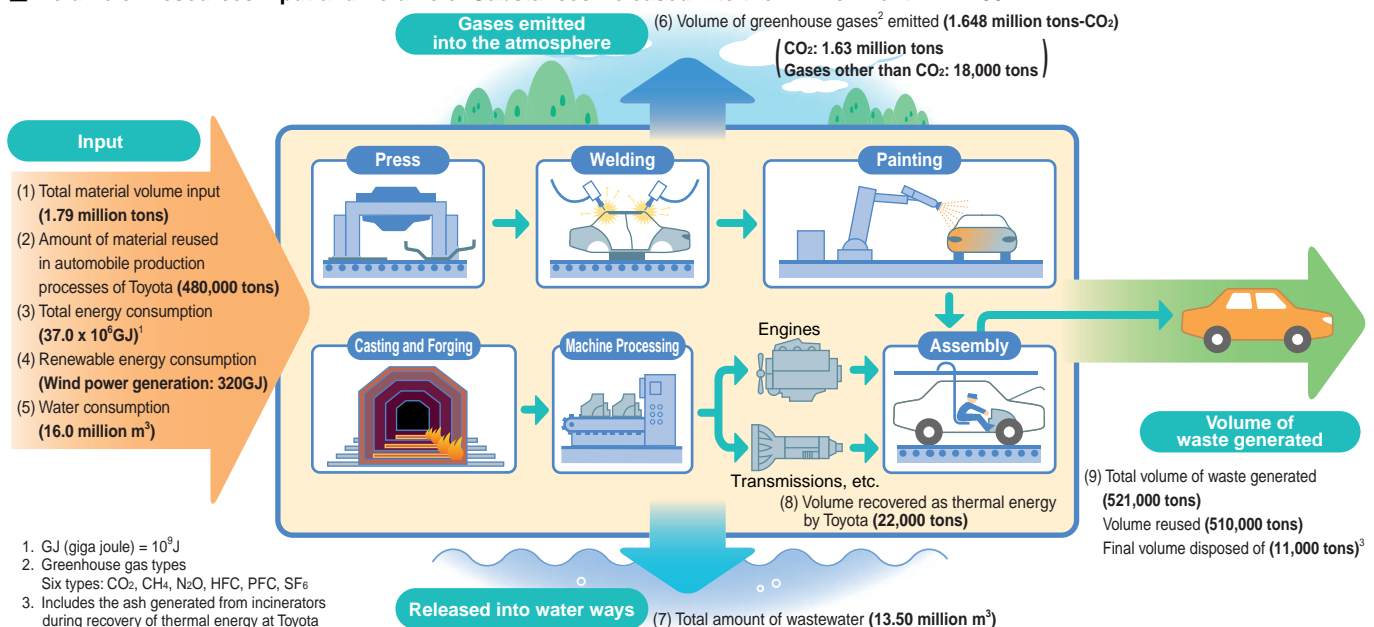 Gases emitted
into the atmosphere
(6) Volume of greenhouse gases² emitted (1.648 million tons-CO₂)
CO₂: 1.63 million tons
Gases other than CO₂: 18,000 tons
Input
(1) Total material volume input
(1.79 million tons)
(2) Amount of material reused
in automobile production
processes of Toyota (480,000 tons)
(3) Total energy consumption
(37.0 x 10⁶GJ)¹
(4) Renewable energy consumption
(Wind power generation: 320GJ)
(5) Water consumption
(16.0 million m³)
Press
Welding
Painting
Casting and Forging
Machine Processing
Engines
Transmissions, etc.
Assembly
(8) Volume recovered as thermal energy
by Toyota (22,000 tons)
Volume of
waste generated
(9) Total volume of waste generated
(521,000 tons)
Volume reused (510,000 tons)
Final volume disposed of (11,000 tons)³
1. GJ (giga joule) = 10⁹J
2. Greenhouse gas types
Six types: CO₂, CH₄, N₂O, HFC, PFC, SF₆
3. Includes the ash generated from incinerators
during recovery of thermal energy at Toyota
Released into water ways
(7) Total amount of wastewater (13.50 million m³)